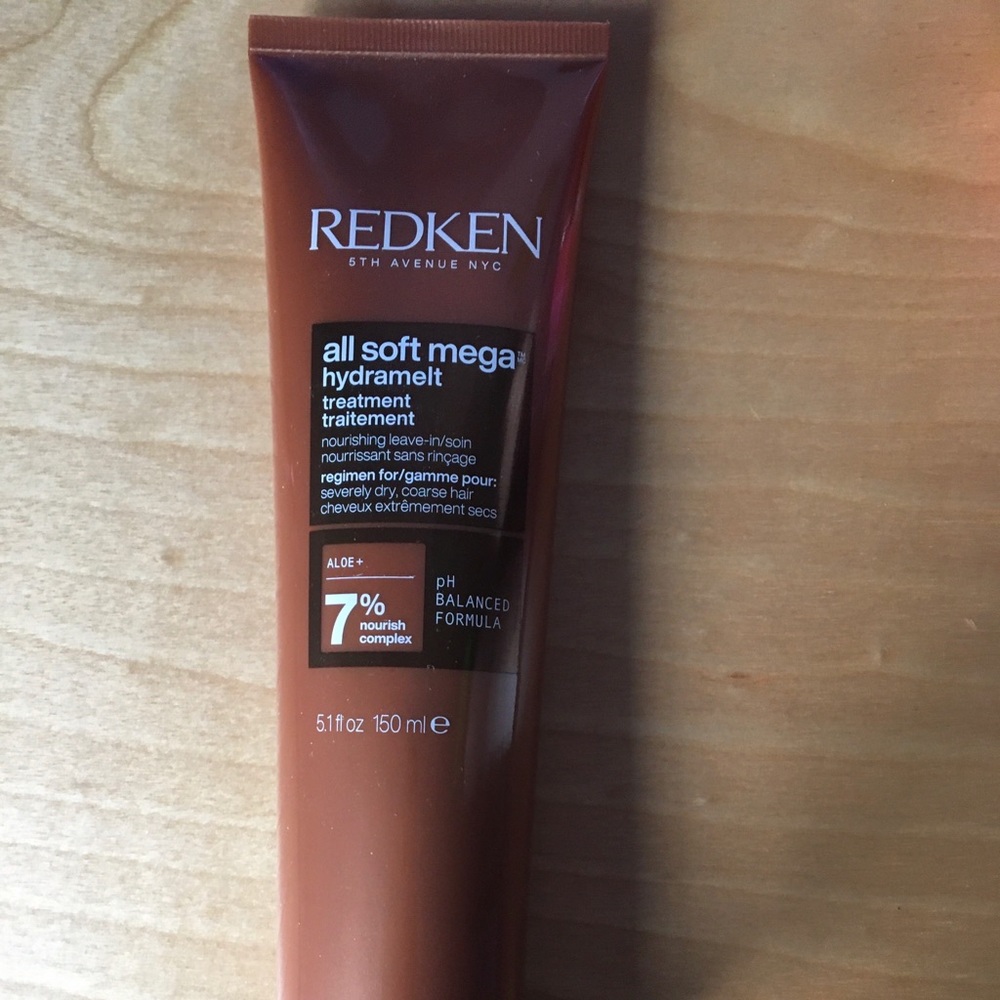 REDKEN
5TH AVENUE NYC
all soft mega™ MC
hydramelt
treatment
traitement
nourishing leave-in/soin
nourrissant sans rinçage
regimen for/gamme pour:
severely dry, coarse hair
cheveux extrêmement secs
ALOE+
7% nourish
complex
pH
BALANCED
FORMULA
5.1 fl oz 150 ml ℮